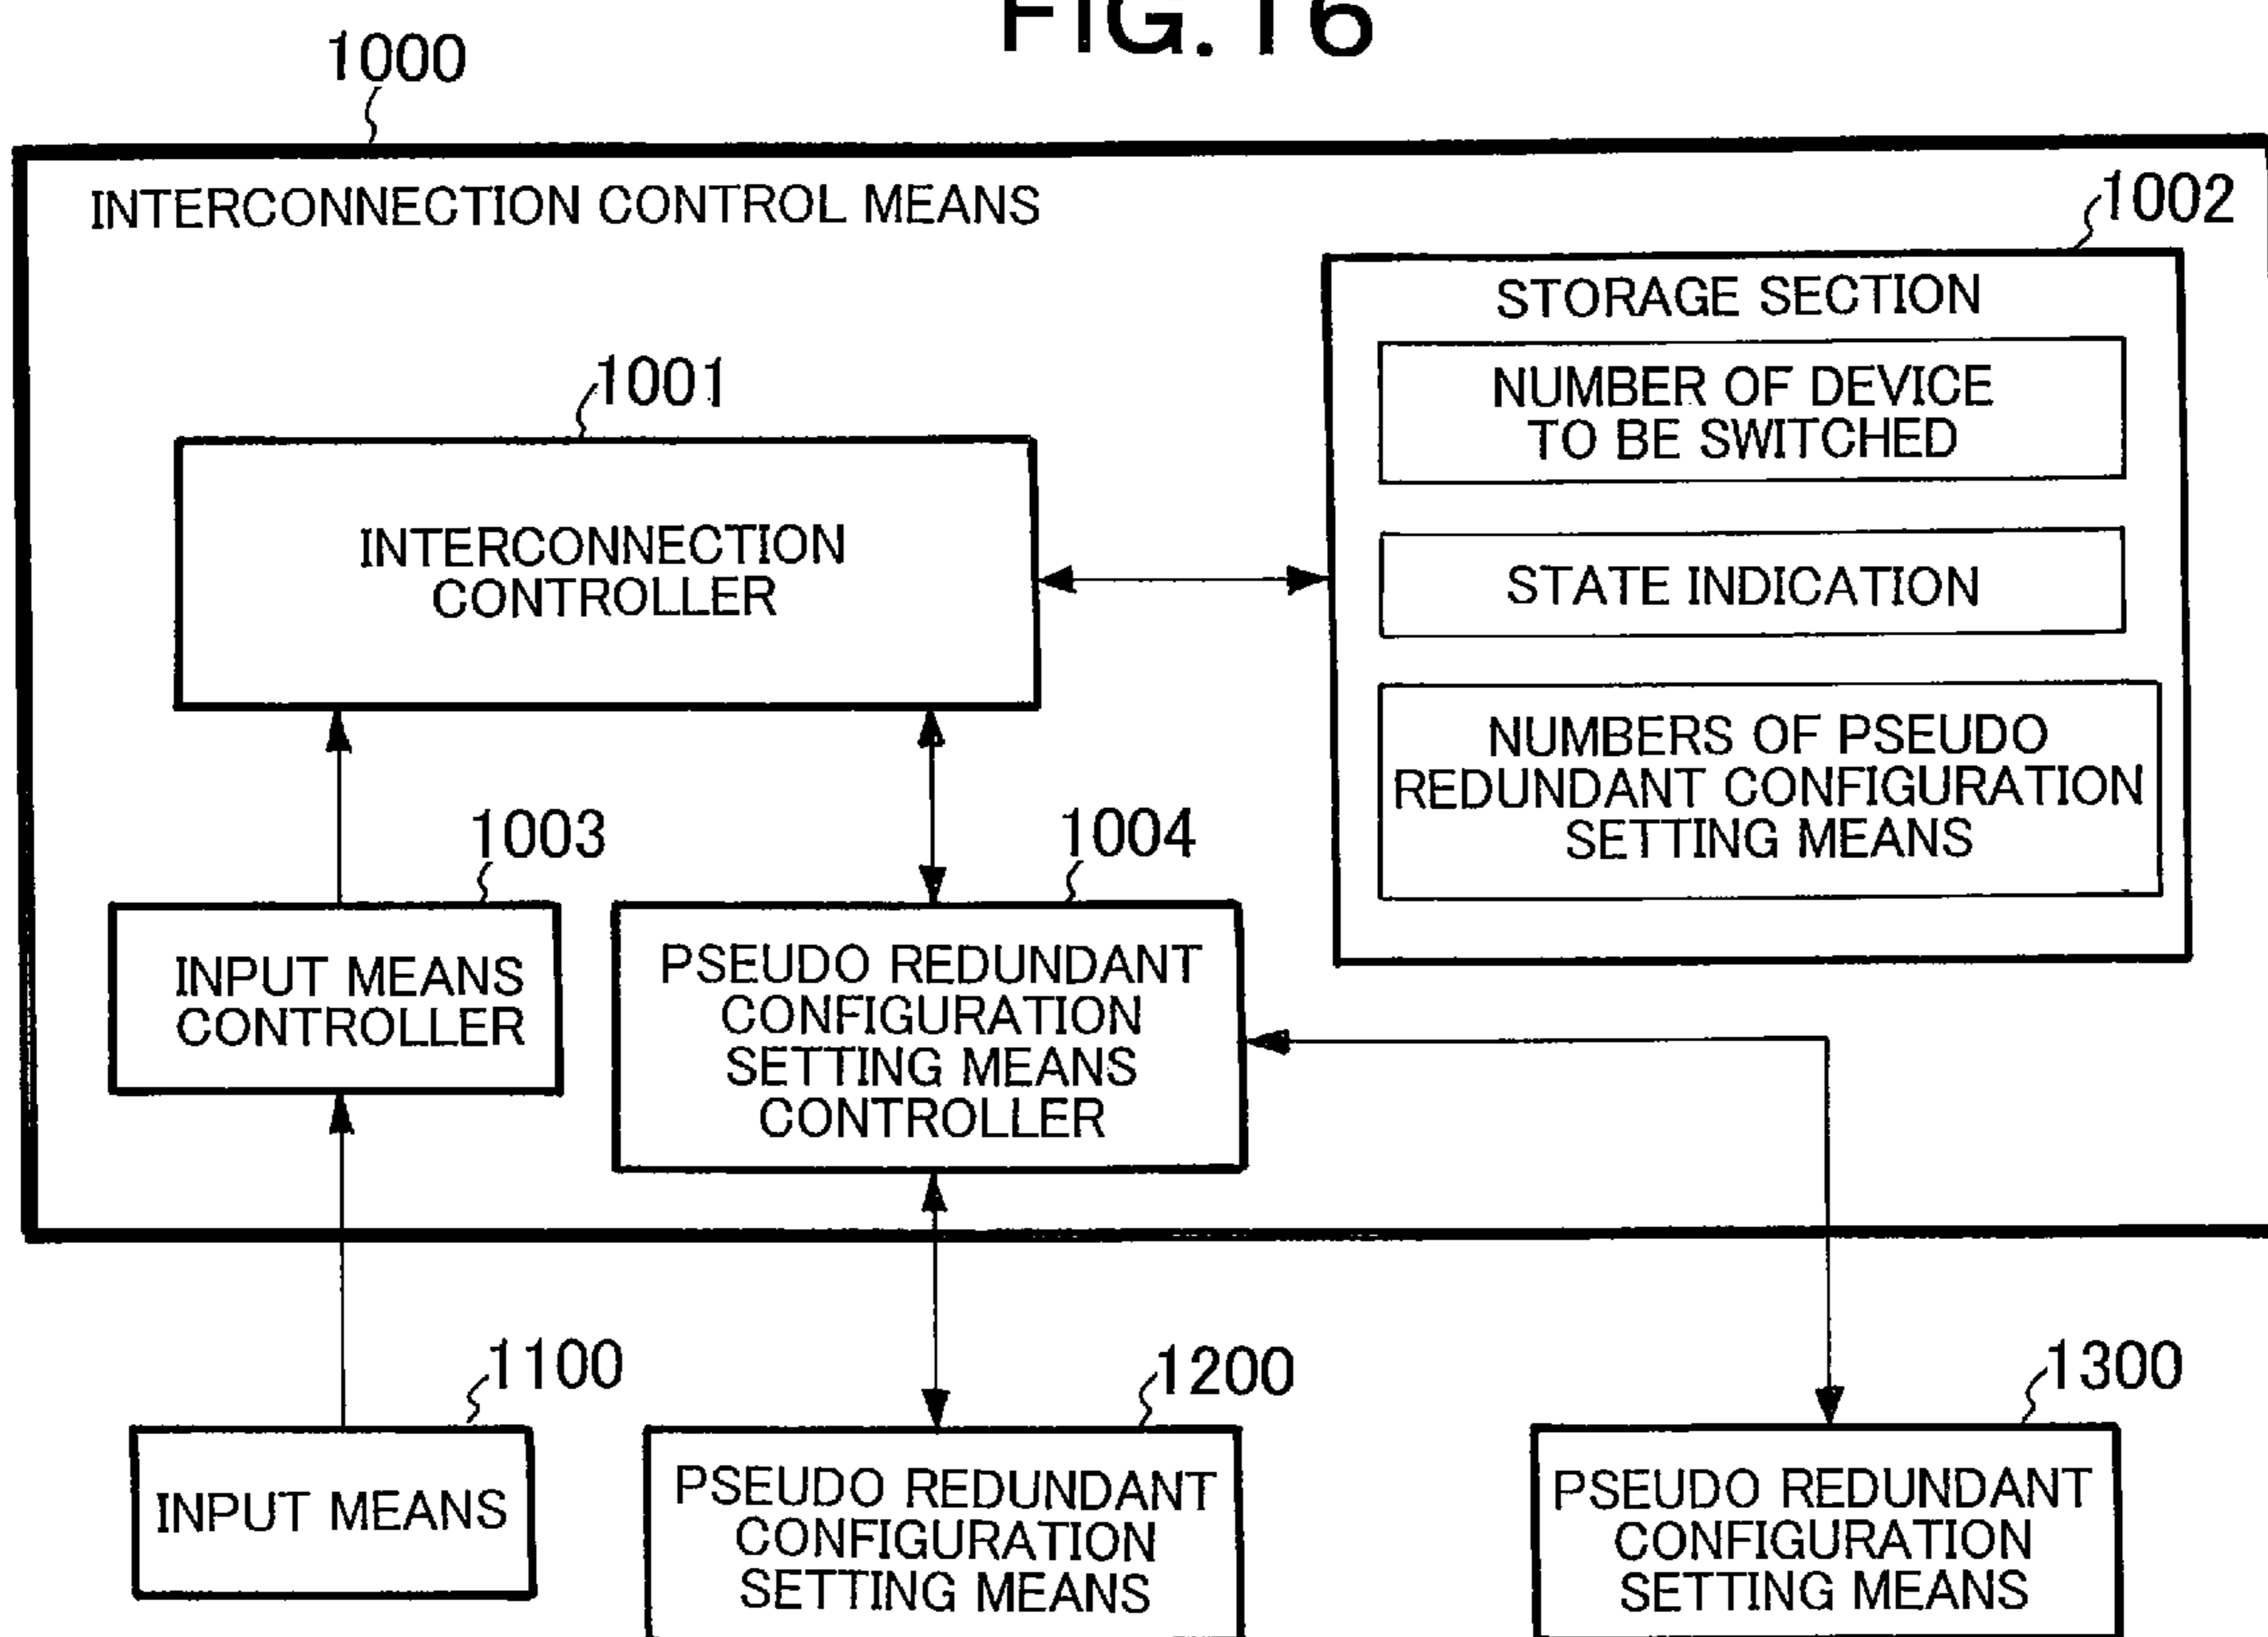 FIG. 16
1000
INTERCONNECTION CONTROL MEANS
1002
STORAGE SECTION
NUMBER OF DEVICE
TO BE SWITCHED
STATE INDICATION
NUMBERS OF PSEUDO
REDUNDANT CONFIGURATION
SETTING MEANS
1001
INTERCONNECTION
CONTROLLER
1003
INPUT MEANS
CONTROLLER
1004
PSEUDO REDUNDANT
CONFIGURATION
SETTING MEANS
CONTROLLER
1100
INPUT MEANS
1200
PSEUDO REDUNDANT
CONFIGURATION
SETTING MEANS
1300
PSEUDO REDUNDANT
CONFIGURATION
SETTING MEANS